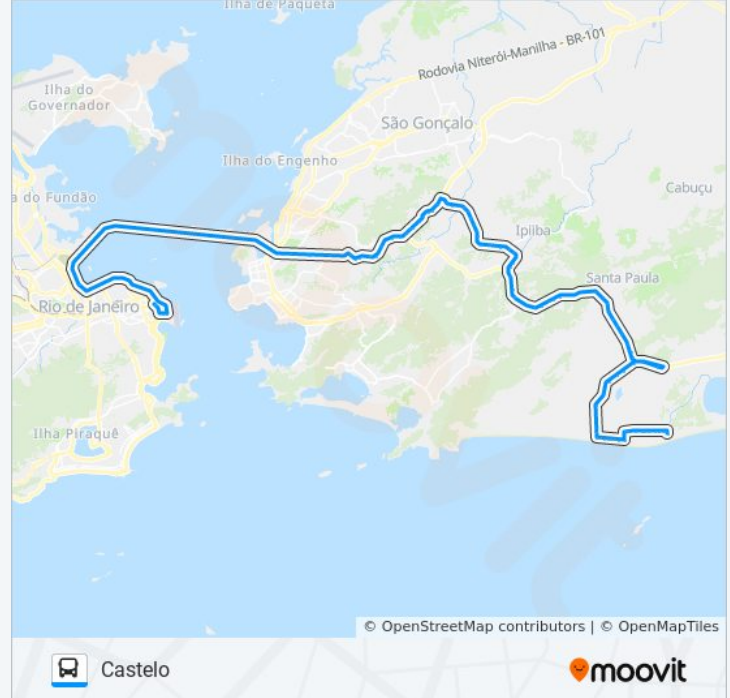 Ilha de Paquetá
Rodovia Niterói-Manilha - BR-101
Ilha do
Governador
São Gonçalo
Ilha do Engenho
Cabuçu
a do Fundão
Ipiiba
Santa Paula
Rio de Janeiro
Ilha Piraquê
© OpenStreetMap contributors | © OpenMapTiles
Castelo
moovit